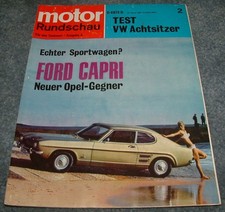 motor
Rundschau
2
TEST
VW Achtsitzer
Echter Sportwagen?
FORD CAPRI
Neuer Opel-Gegner